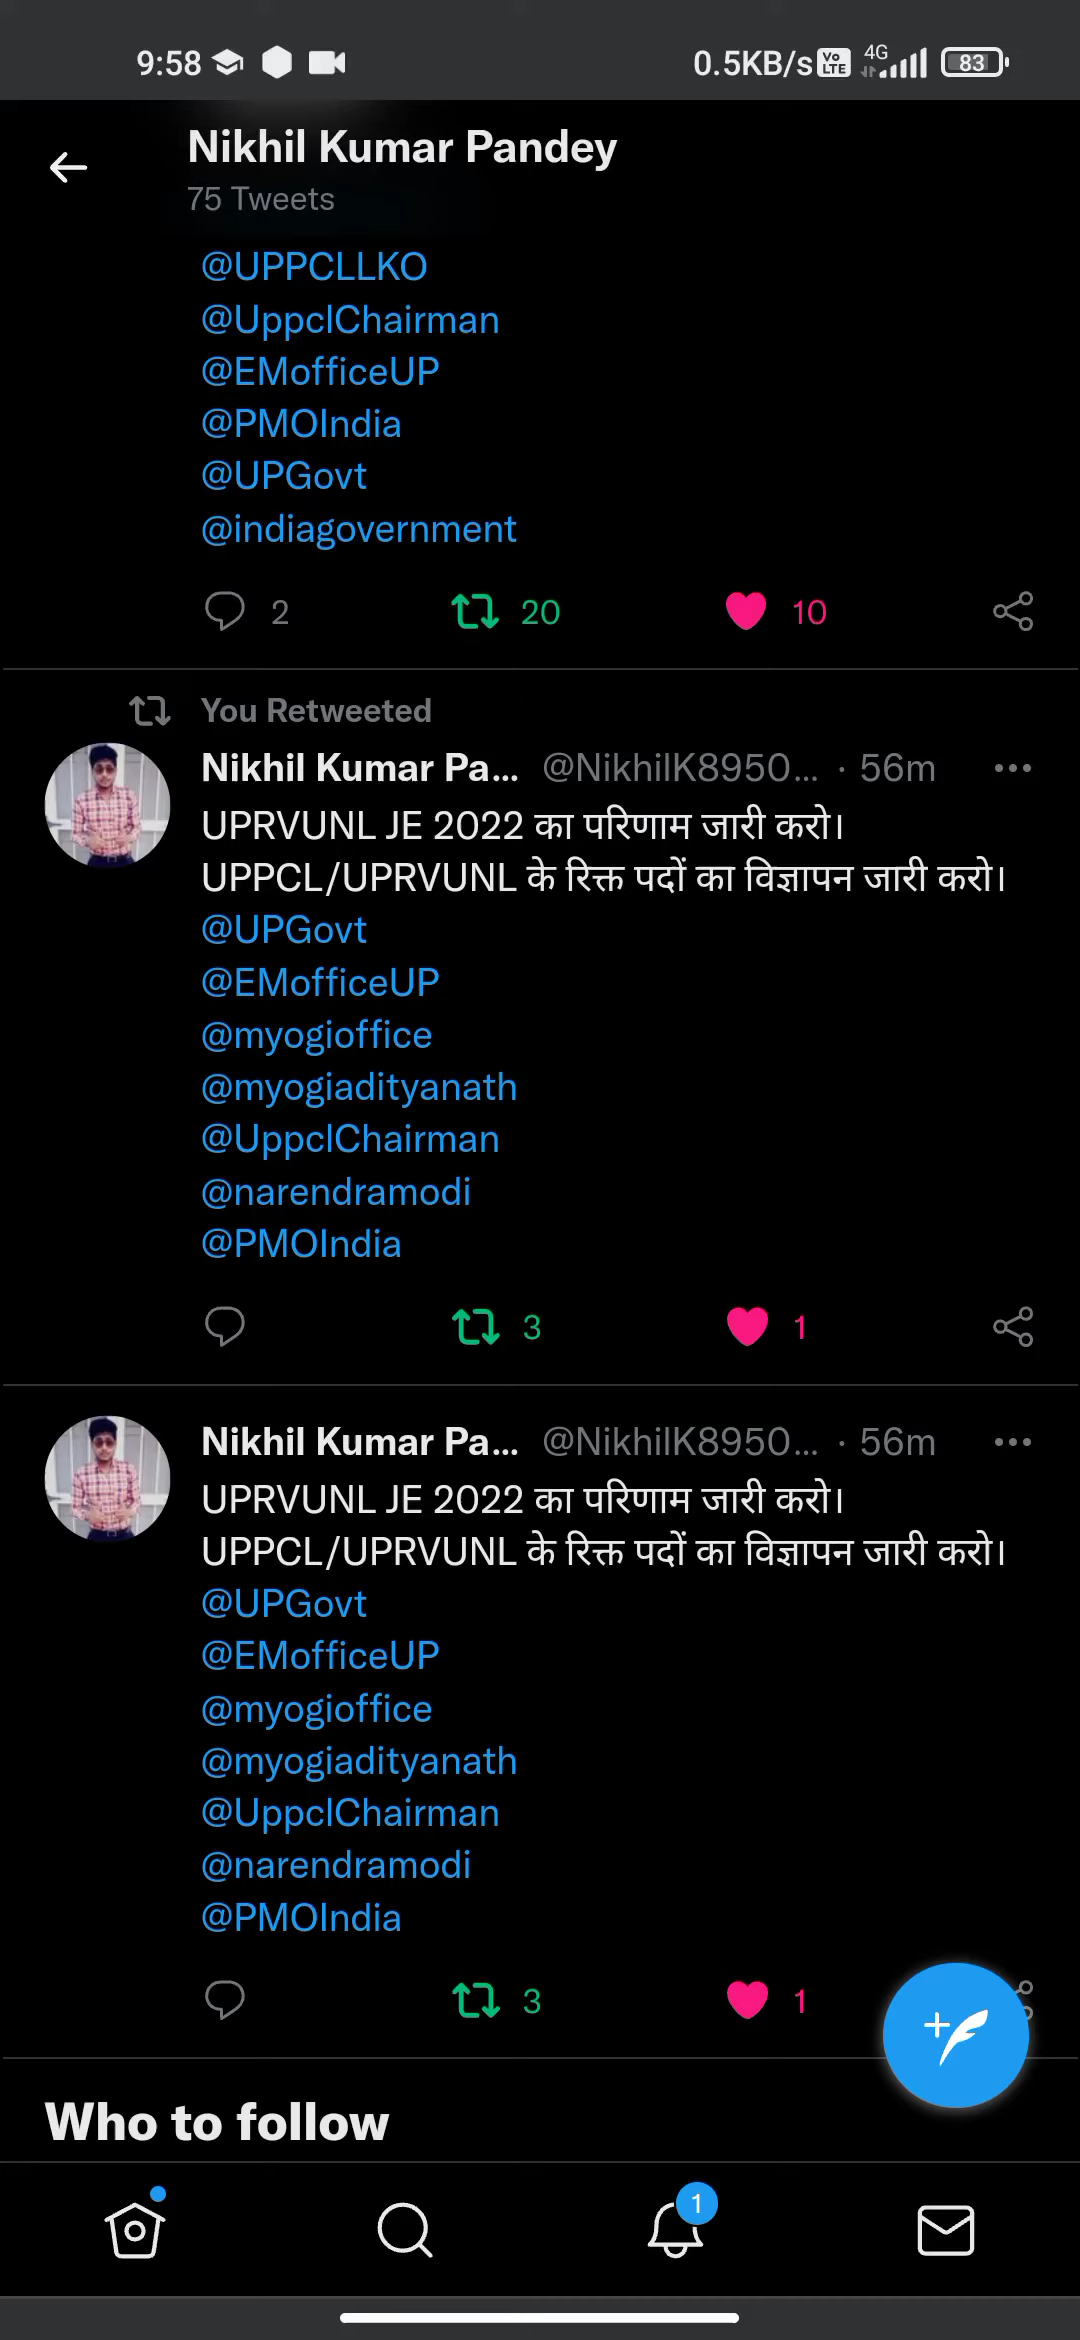 9:58 0.5KB/s Vo LTE 4G 83
Nikhil Kumar Pandey
75 Tweets
@UPPCLLKO
@UppclChairman
@EMofficeUP
@PMOIndia
@UPGovt
@indiagovernment
2 20 10
You Retweeted
Nikhil Kumar Pa... @NikhilK8950... · 56m
UPRVUNL JE 2022 का परिणाम जारी करो।
UPPCL/UPRVUNL के रिक्त पदों का विज्ञापन जारी करो।
@UPGovt
@EMofficeUP
@myogioffice
@myogiadityanath
@UppclChairman
@narendramodi
@PMOIndia
3 1
Nikhil Kumar Pa... @NikhilK8950... · 56m
UPRVUNL JE 2022 का परिणाम जारी करो।
UPPCL/UPRVUNL के रिक्त पदों का विज्ञापन जारी करो।
@UPGovt
@EMofficeUP
@myogioffice
@myogiadityanath
@UppclChairman
@narendramodi
@PMOIndia
3 1
Who to follow
1